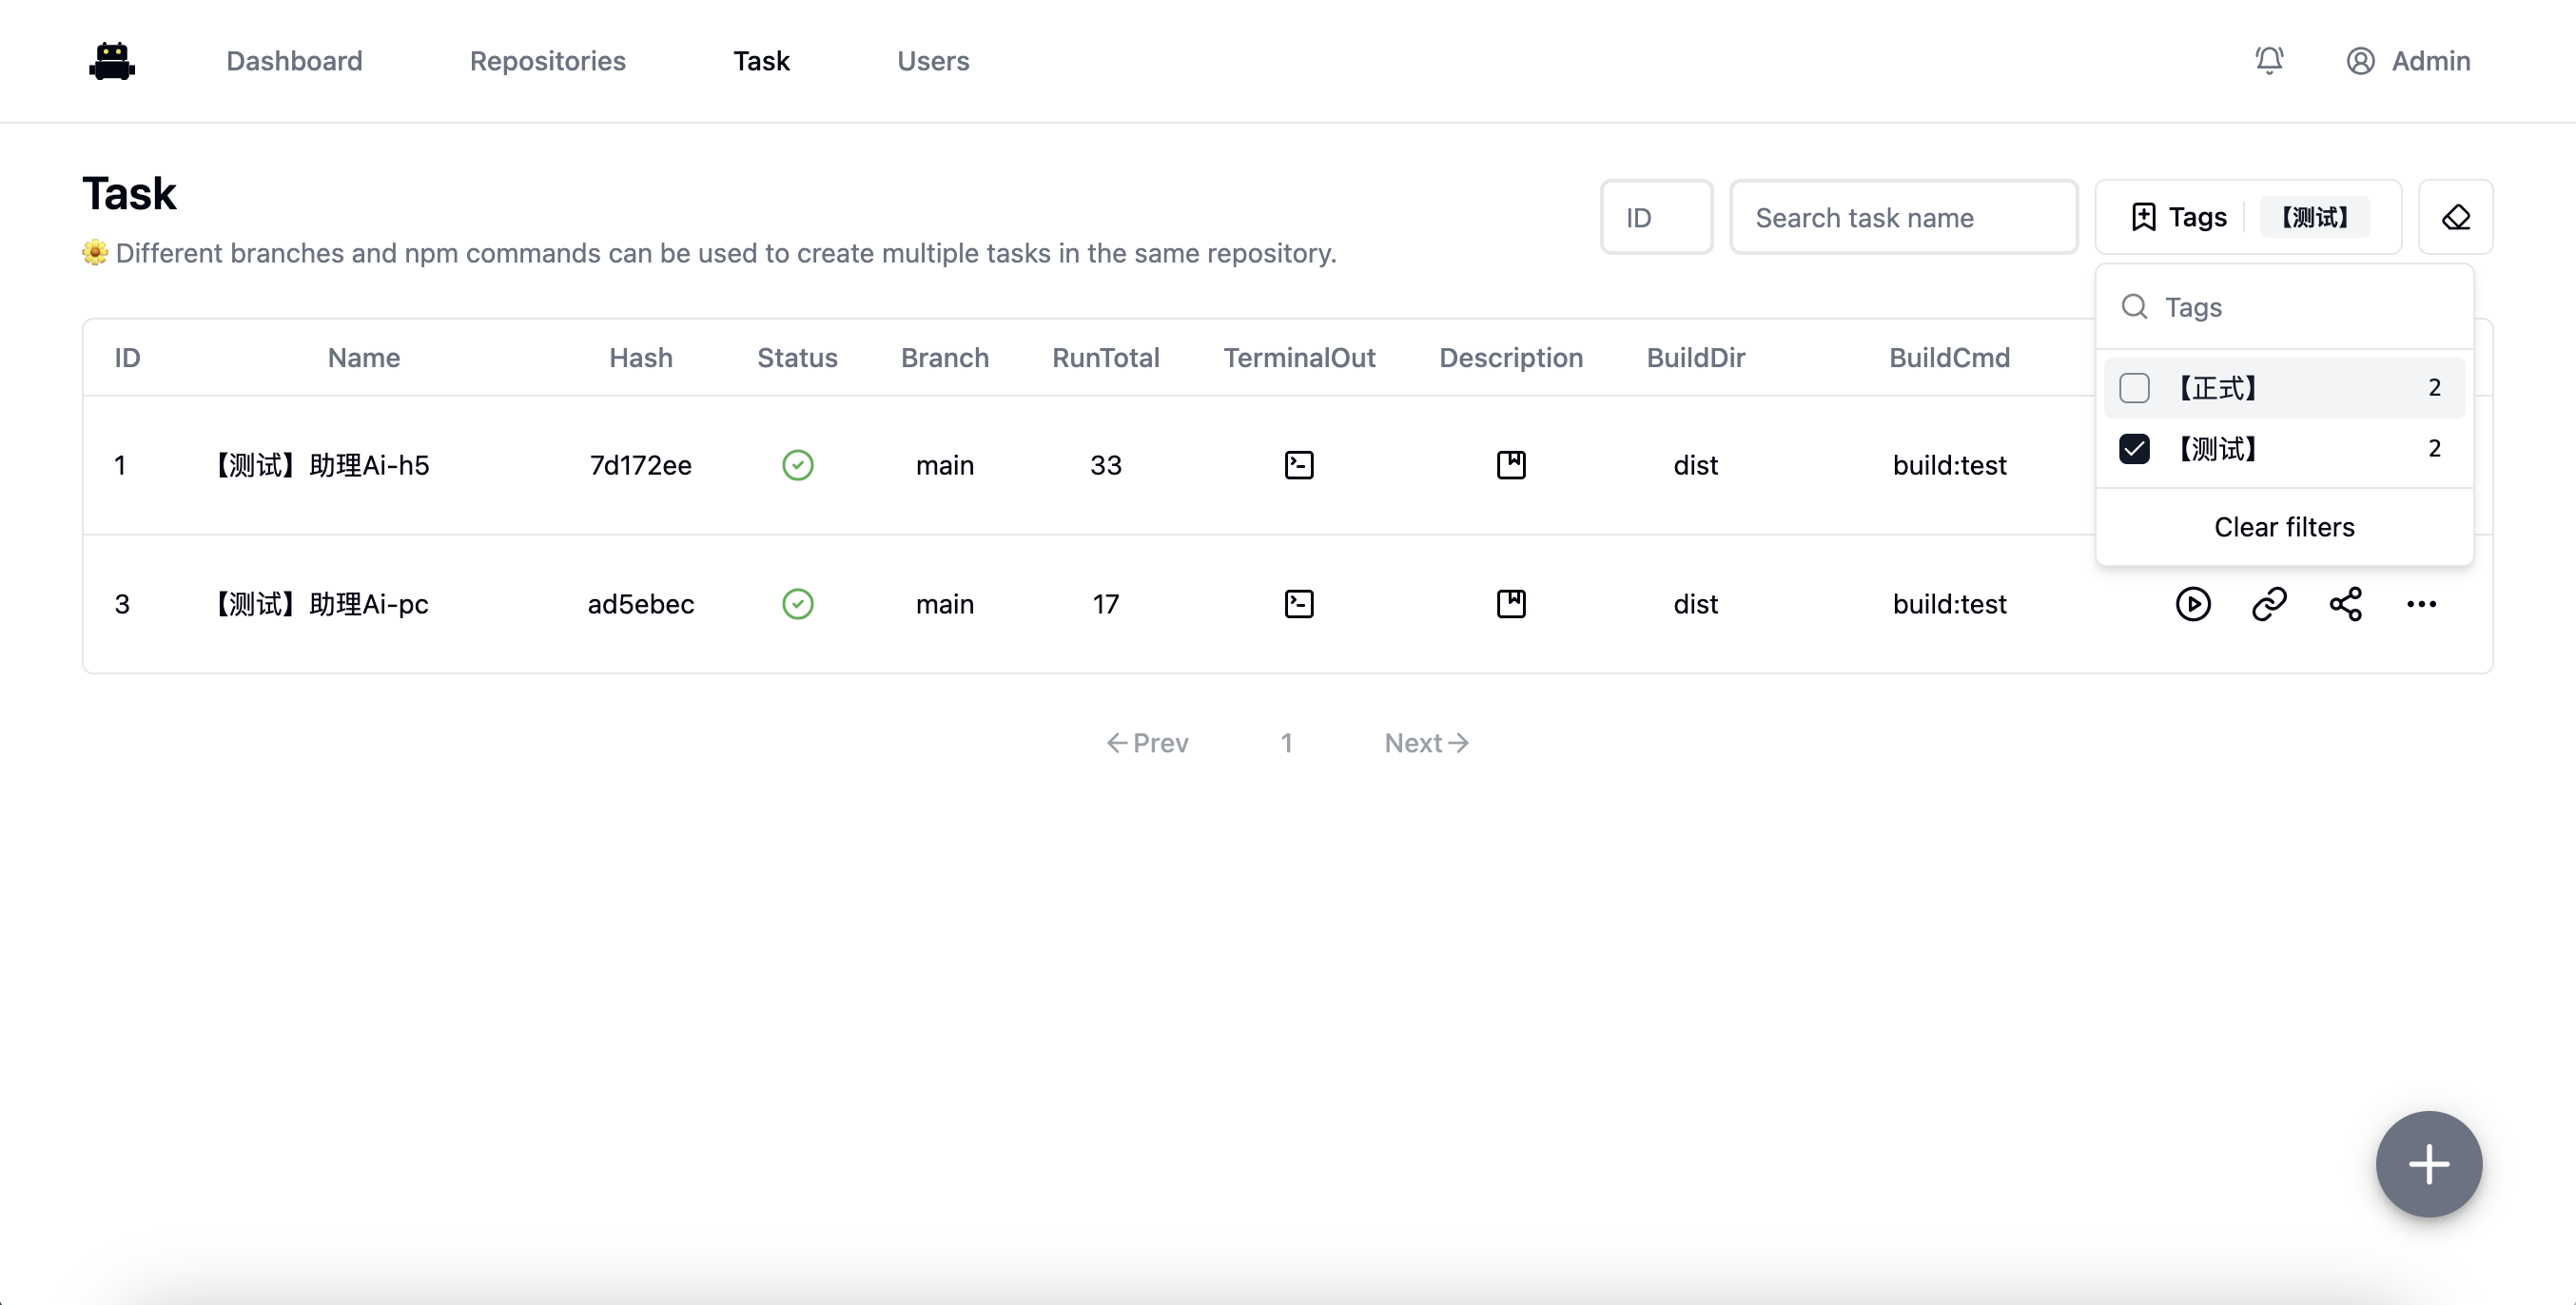 Dashboard Repositories Task Users Admin
Task
Different branches and npm commands can be used to create multiple tasks in the same repository.
ID Search task name Tags 【测试】
Tags
【正式】 2
【测试】 2
Clear filters
ID Name Hash Status Branch RunTotal TerminalOut Description BuildDir BuildCmd
1 【测试】助理Ai-h5 7d172ee main 33 dist build:test
3 【测试】助理Ai-pc ad5ebec main 17 dist build:test
Prev 1 Next